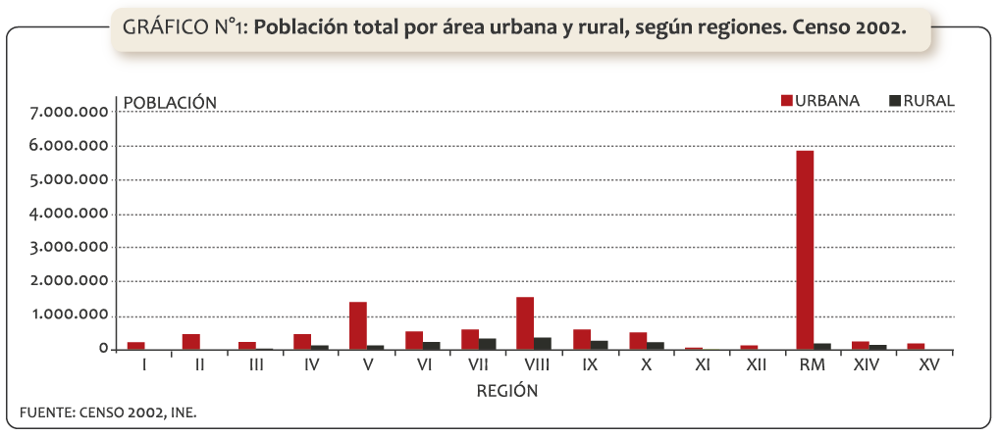 GRÁFICO N°1: Población total por área urbana y rural, según regiones. Censo 2002.
POBLACIÓN
URBANA RURAL
7.000.000
6.000.000
5.000.000
4.000.000
3.000.000
2.000.000
1.000.000
0
I II III IV V VI VII VIII IX X XI XII RM XIV XV
REGIÓN
FUENTE: CENSO 2002, INE.